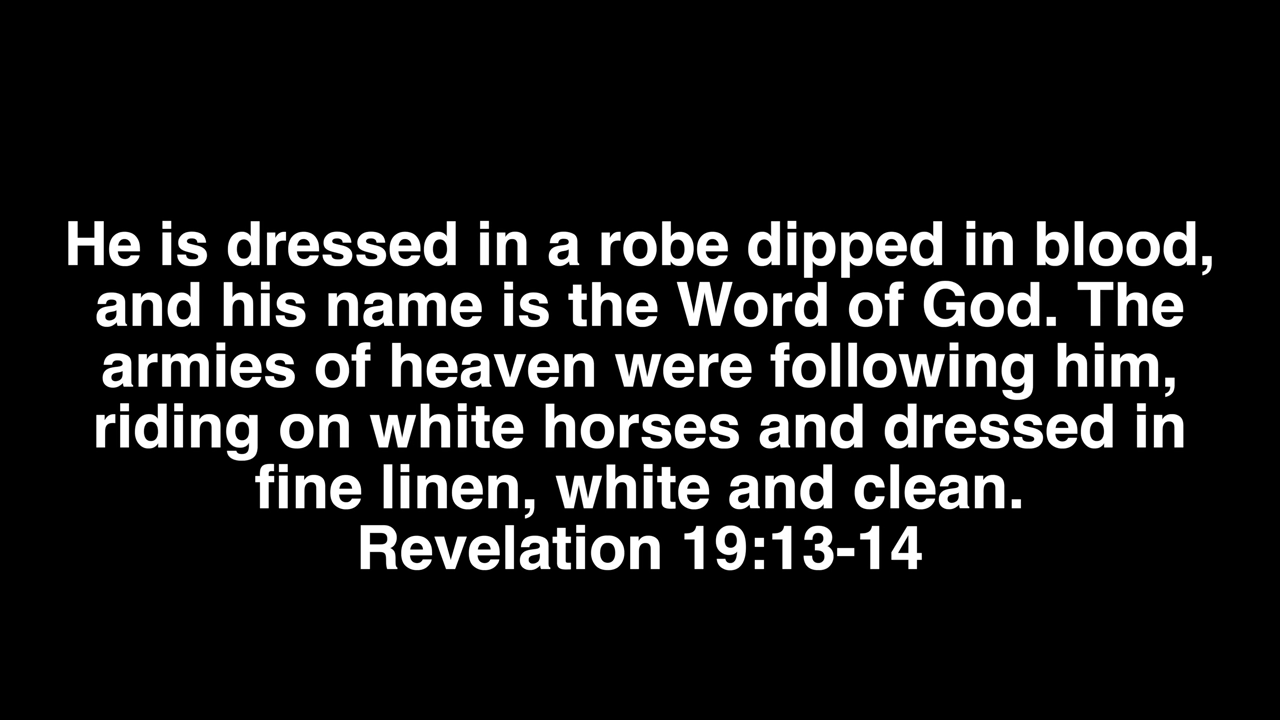 He is dressed in a robe dipped in blood,
and his name is the Word of God. The
armies of heaven were following him,
riding on white horses and dressed in
fine linen, white and clean.
Revelation 19:13-14